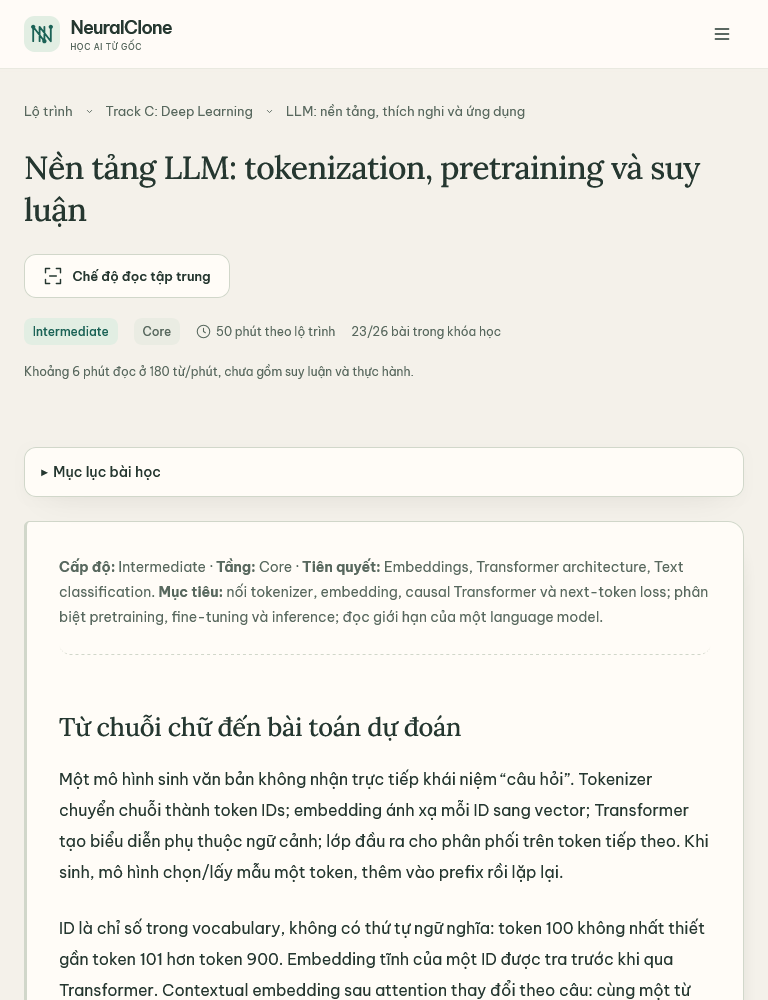 NeuralClone
HỌC AI TỪ GỐC
Lộ trình
Track C: Deep Learning
LLM: nền tảng, thích nghi và ứng dụng
Nền tảng LLM: tokenization, pretraining và suy
luận
Chế độ đọc tập trung
Intermediate
Core
50 phút theo lộ trình
23/26 bài trong khóa học
Khoảng 6 phút đọc ở 180 từ/phút, chưa gồm suy luận và thực hành.
▸ Mục lục bài học
Cấp độ: Intermediate · Tầng: Core · Tiên quyết: Embeddings, Transformer architecture, Text
classification. Mục tiêu: nối tokenizer, embedding, causal Transformer và next-token loss; phân
biệt pretraining, fine-tuning và inference; đọc giới hạn của một language model.
Từ chuỗi chữ đến bài toán dự đoán
Một mô hình sinh văn bản không nhận trực tiếp khái niệm “câu hỏi”. Tokenizer
chuyển chuỗi thành token IDs; embedding ánh xạ mỗi ID sang vector; Transformer
tạo biểu diễn phụ thuộc ngữ cảnh; lớp đầu ra cho phân phối trên token tiếp theo. Khi
sinh, mô hình chọn/lấy mẫu một token, thêm vào prefix rồi lặp lại.
ID là chỉ số trong vocabulary, không có thứ tự ngữ nghĩa: token 100 không nhất thiết
gần token 101 hơn token 900. Embedding tĩnh của một ID được tra trước khi qua
Transformer. Contextual embedding sau attention thay đổi theo câu: cùng một từ